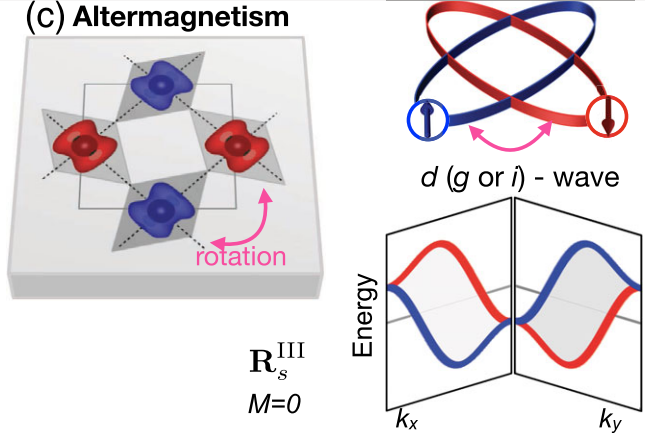 (c) Altermagnetism
rotation
R_s^III
M=0
d (g or i) - wave
Energy
k_x
k_y